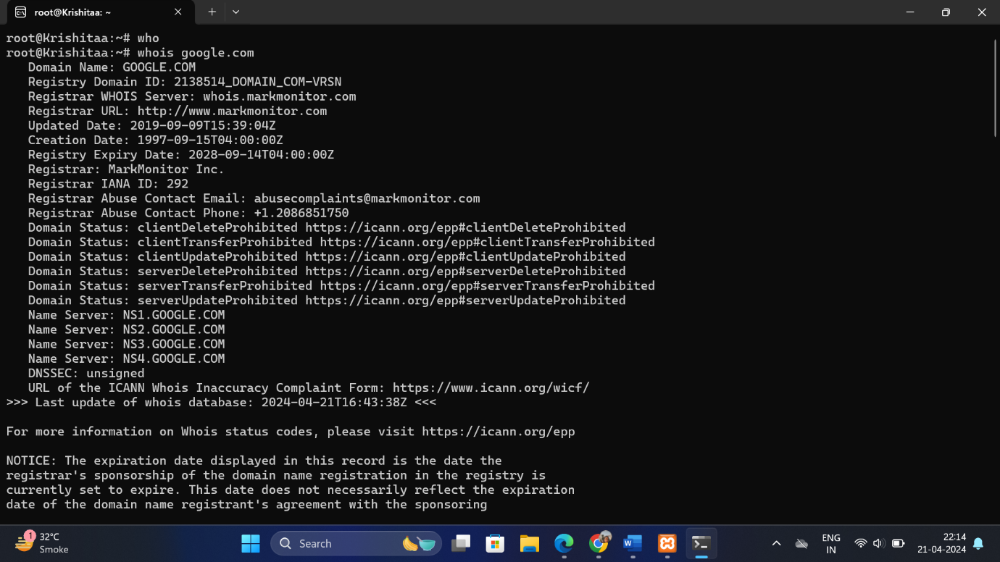 root@Krishitaa: ~
root@Krishitaa:~# who
root@Krishitaa:~# whois google.com
Domain Name: GOOGLE.COM
Registry Domain ID: 2138514_DOMAIN_COM-VRSN
Registrar WHOIS Server: whois.markmonitor.com
Registrar URL: http://www.markmonitor.com
Updated Date: 2019-09-09T15:39:04Z
Creation Date: 1997-09-15T04:00:00Z
Registry Expiry Date: 2028-09-14T04:00:00Z
Registrar: MarkMonitor Inc.
Registrar IANA ID: 292
Registrar Abuse Contact Email: abusecomplaints@markmonitor.com
Registrar Abuse Contact Phone: +1.2086851750
Domain Status: clientDeleteProhibited https://icann.org/epp#clientDeleteProhibited
Domain Status: clientTransferProhibited https://icann.org/epp#clientTransferProhibited
Domain Status: clientUpdateProhibited https://icann.org/epp#clientUpdateProhibited
Domain Status: serverDeleteProhibited https://icann.org/epp#serverDeleteProhibited
Domain Status: serverTransferProhibited https://icann.org/epp#serverTransferProhibited
Domain Status: serverUpdateProhibited https://icann.org/epp#serverUpdateProhibited
Name Server: NS1.GOOGLE.COM
Name Server: NS2.GOOGLE.COM
Name Server: NS3.GOOGLE.COM
Name Server: NS4.GOOGLE.COM
DNSSEC: unsigned
URL of the ICANN Whois Inaccuracy Complaint Form: https://www.icann.org/wicf/
>>> Last update of whois database: 2024-04-21T16:43:38Z <<<
For more information on Whois status codes, please visit https://icann.org/epp
NOTICE: The expiration date displayed in this record is the date the
registrar's sponsorship of the domain name registration in the registry is
currently set to expire. This date does not necessarily reflect the expiration
date of the domain name registrant's agreement with the sponsoring
1
32°C
Smoke
Search
ENG
IN
22:14
21-04-2024